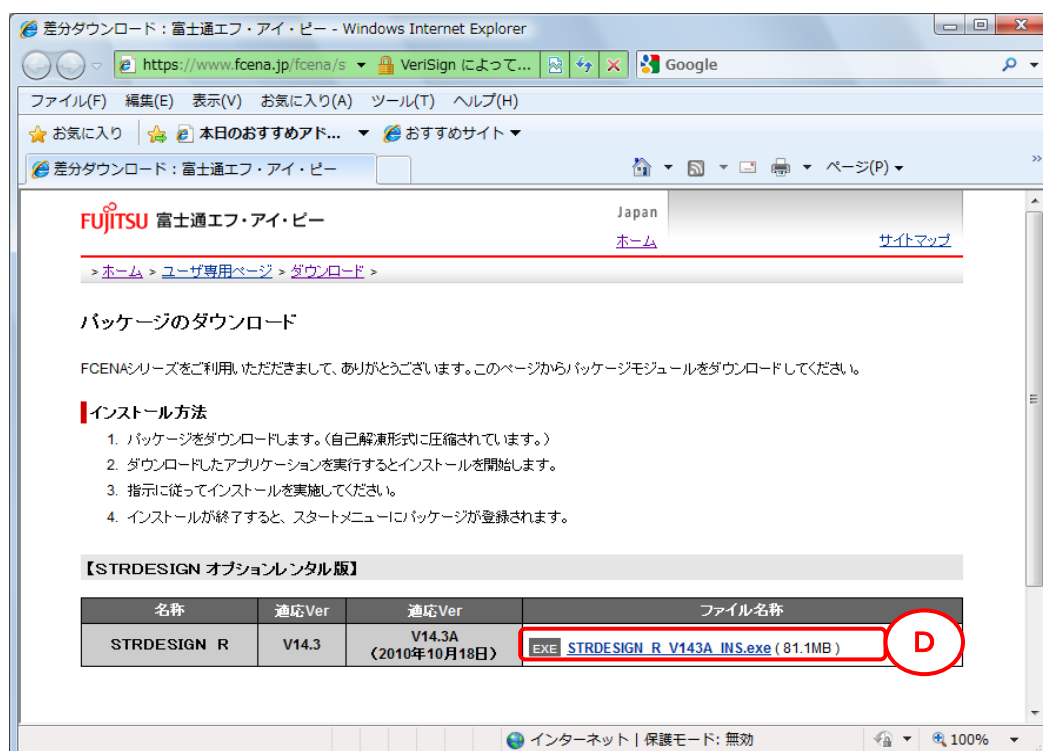 差分ダウンロード：富士通エフ・アイ・ピー - Windows Internet Explorer
https://www.fcena.jp/fcena/s VeriSign によって... Google
ファイル(F) 編集(E) 表示(V) お気に入り(A) ツール(T) ヘルプ(H)
お気に入り 本日のおすすめアド... おすすめサイト
差分ダウンロード：富士通エフ・アイ・ピー ページ(P) »
FUJITSU 富士通エフ・アイ・ピー
Japan
ホーム サイトマップ
> ホーム > ユーザ専用ページ > ダウンロード >
パッケージのダウンロード
FCENAシリーズをご利用いただだきまして、ありがとうございます。このページからパッケージモジュールをダウンロードしてください。
インストール方法
1. パッケージをダウンロードします。（自己解凍形式に圧縮されています。）
2. ダウンロードしたアプリケーションを実行するとインストールを開始します。
3. 指示に従ってインストールを実施してください。
4. インストールが終了すると、スタートメニューにパッケージが登録されます。
【STRDESIGN オプションレンタル版】
名称 適応Ver 適応Ver ファイル名称
STRDESIGN R V14.3 V14.3A
（2010年10月18日） EXE STRDESIGN_R_V143A_INS.exe ( 81.1MB ) D
インターネット | 保護モード: 無効 100%